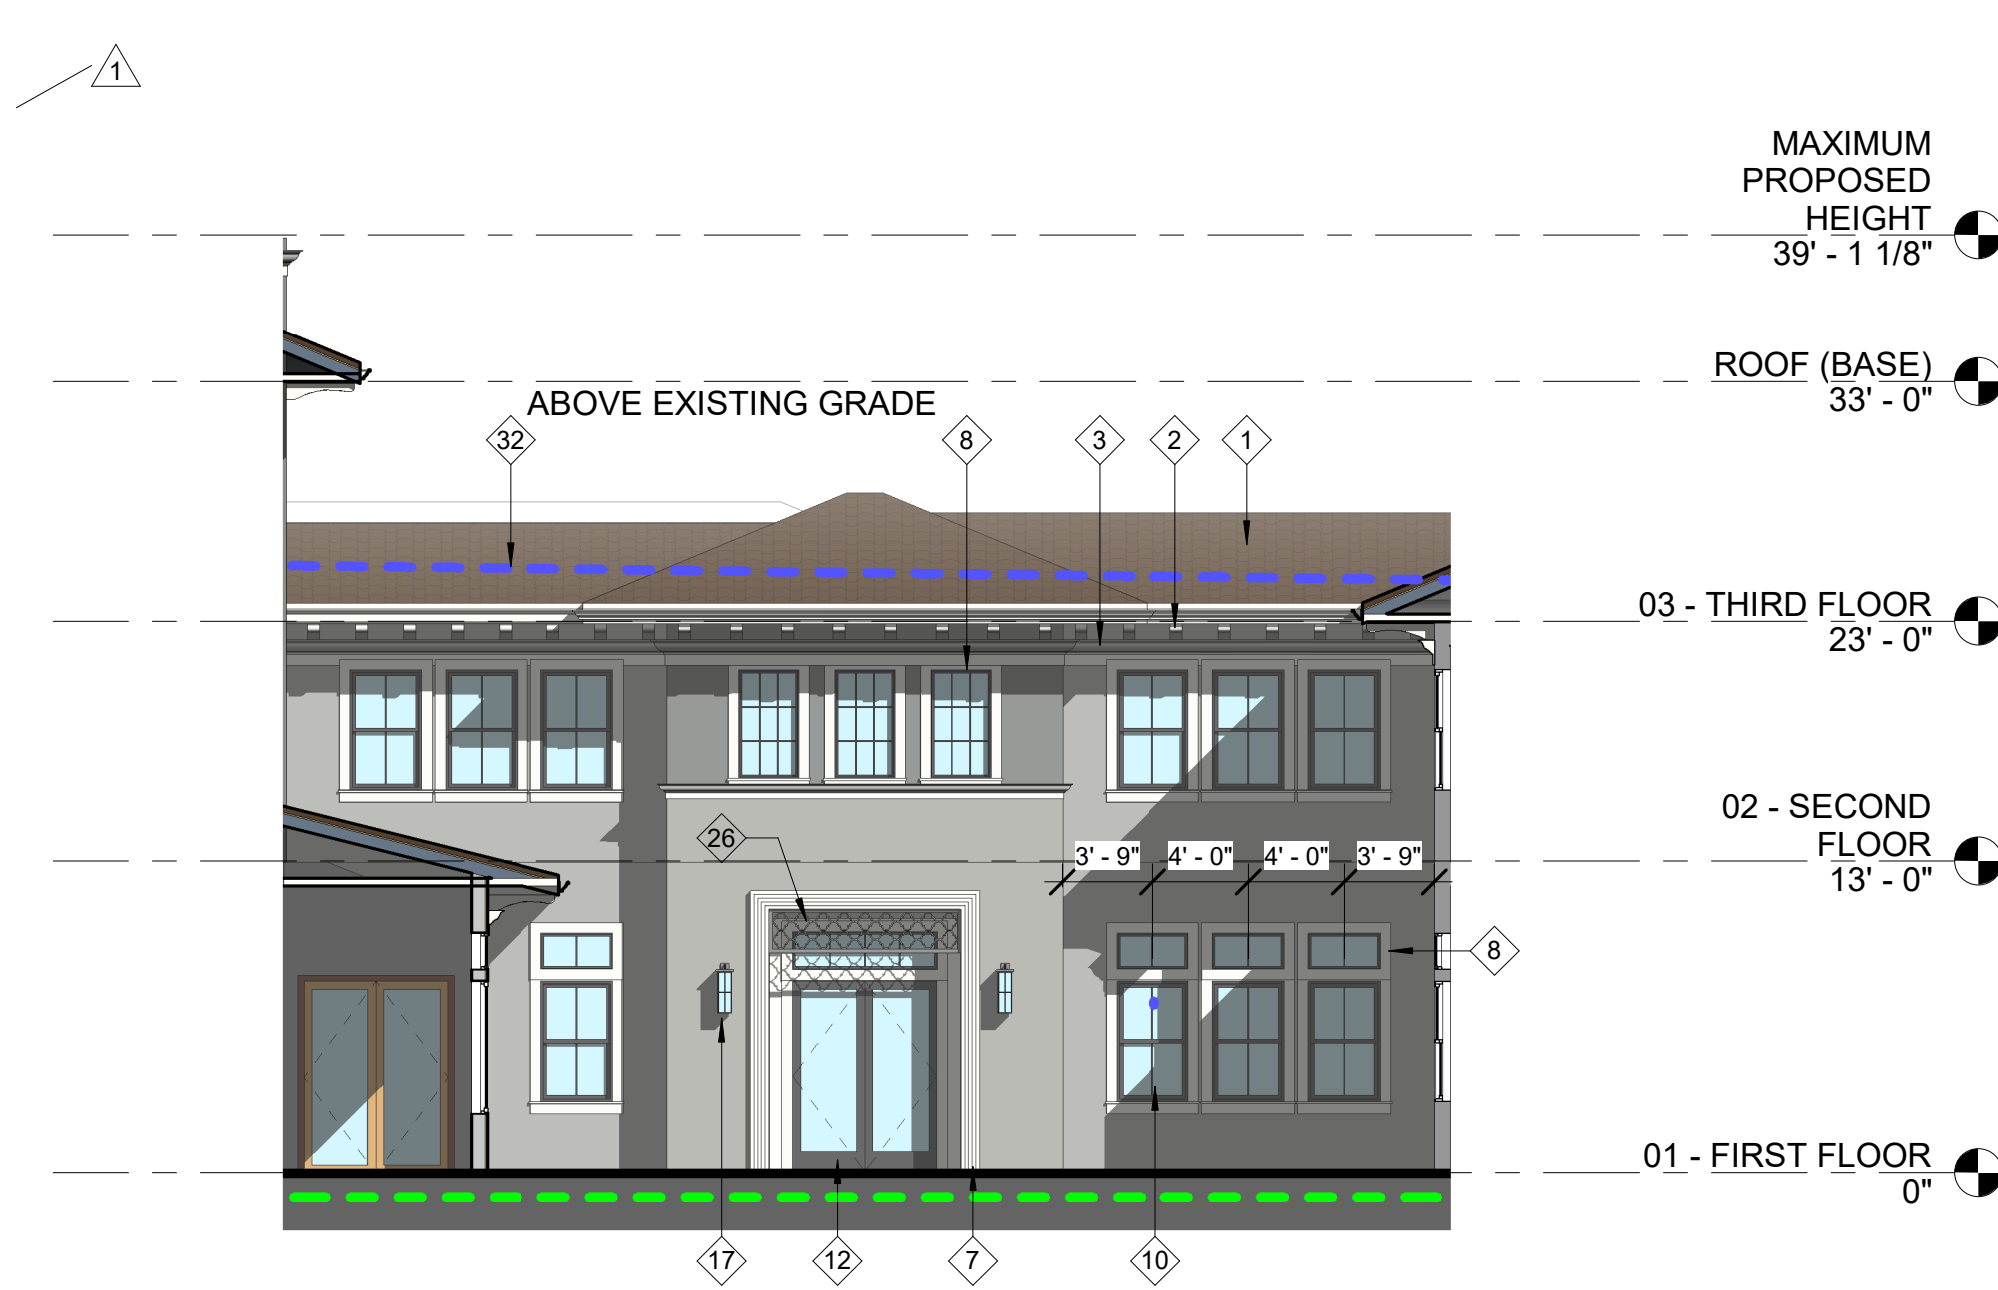 1
MAXIMUM
PROPOSED
HEIGHT
39' - 1 1/8"
ROOF (BASE)
33' - 0"
ABOVE EXISTING GRADE
32
8
3
2
1
03 - THIRD FLOOR
23' - 0"
02 - SECOND
FLOOR
13' - 0"
26
3' - 9"
4' - 0"
4' - 0"
3' - 9"
8
01 - FIRST FLOOR
0"
17
12
7
10